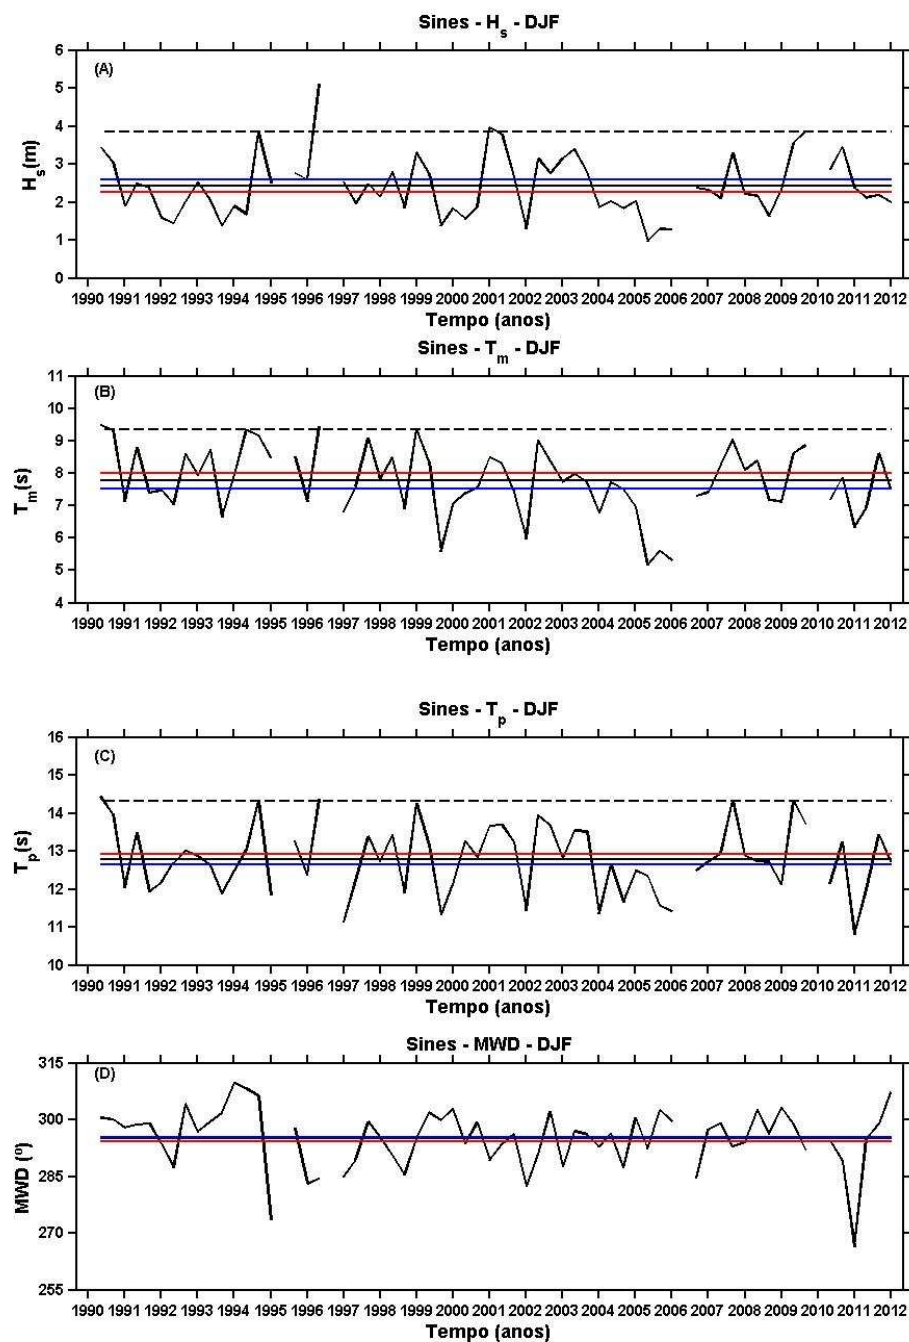 Sines - Hs - DJF
(A)
6
5
4
3
2
1
0
Hs(m)
1990 1991 1992 1993 1994 1995 1996 1997 1998 1999 2000 2001 2002 2003 2004 2005 2006 2007 2008 2009 2010 2011 2012
Tempo (anos)
Sines - Tm - DJF
(B)
11
10
9
8
7
6
5
4
Tm(s)
1990 1991 1992 1993 1994 1995 1996 1997 1998 1999 2000 2001 2002 2003 2004 2005 2006 2007 2008 2009 2010 2011 2012
Tempo (anos)
Sines - Tp - DJF
(C)
16
15
14
13
12
11
10
Tp(s)
1990 1991 1992 1993 1994 1995 1996 1997 1998 1999 2000 2001 2002 2003 2004 2005 2006 2007 2008 2009 2010 2011 2012
Tempo (anos)
Sines - MWD - DJF
(D)
315
300
285
270
255
MWD (º)
1990 1991 1992 1993 1994 1995 1996 1997 1998 1999 2000 2001 2002 2003 2004 2005 2006 2007 2008 2009 2010 2011 2012
Tempo (anos)